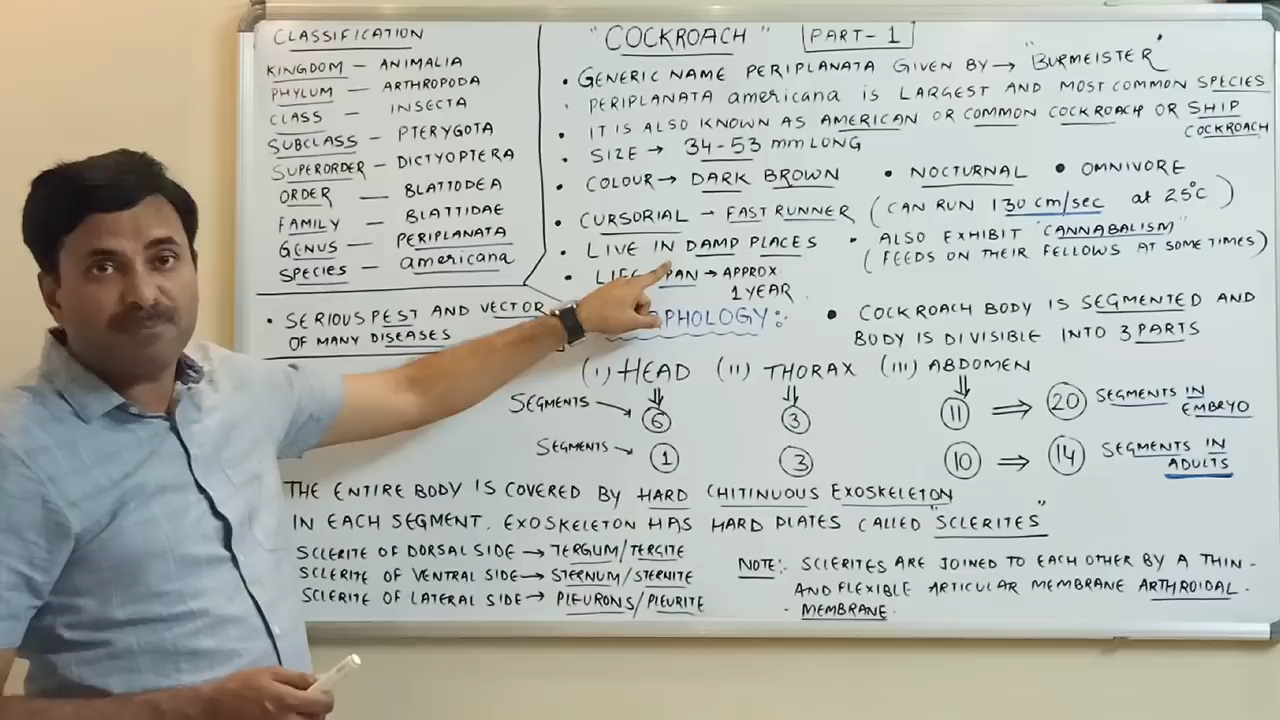 CLASSIFICATION
KINGDOM – ANIMALIA
PHYLUM – ARTHROPODA
CLASS – INSECTA
SUBCLASS – PTERYGOTA
SUPERORDER – DICTYOPTERA
ORDER – BLATTODEA
FAMILY – BLATTIDAE
GENUS – PERIPLANATA
SPECIES – americana
• SERIOUS PEST AND VECTOR
OF MANY DISEASES
"COCKROACH" PART-1
• GENERIC NAME PERIPLANATA GIVEN BY → "BURMEISTER"
• PERIPLANATA americana IS LARGEST AND MOST COMMON SPECIES
• IT IS ALSO KNOWN AS AMERICAN OR COMMON COCKROACH OR SHIP
COCKROACH
• SIZE → 34-53 mm LONG
• COLOUR → DARK BROWN • NOCTURNAL • OMNIVORE
• CURSORIAL → FAST RUNNER (CAN RUN 130 cm/sec at 25°C)
• LIVE IN DAMP PLACES • ALSO EXHIBIT "CANNABALISM"
(FEEDS ON THEIR FELLOWS AT SOME TIMES)
• LIFE PAN → APPROX.
1 YEAR
PHOLOGY :- • COCKROACH BODY IS SEGMENTED AND
BODY IS DIVISIBLE INTO 3 PARTS
(I) HEAD (II) THORAX (III) ABDOMEN
SEGMENTS → 6 3 11 ⇒ 20 SEGMENTS IN
EMBRYO
SEGMENTS → 1 3 10 ⇒ 14 SEGMENTS IN
ADULTS
THE ENTIRE BODY IS COVERED BY HARD CHITINUOUS EXOSKELETON
IN EACH SEGMENT, EXOSKELETON HAS HARD PLATES CALLED "SCLERITES"
SCLERITE OF DORSAL SIDE → TERGUM/TERGITE
SCLERITE OF VENTRAL SIDE → STERNUM/STERNITE
SCLERITE OF LATERAL SIDE → PLEURONS/PLEURITE
NOTE:- SCLERITES ARE JOINED TO EACH OTHER BY A THIN -
AND FLEXIBLE ARTICULAR MEMBRANE ARTHROIDAL -
- MEMBRANE.